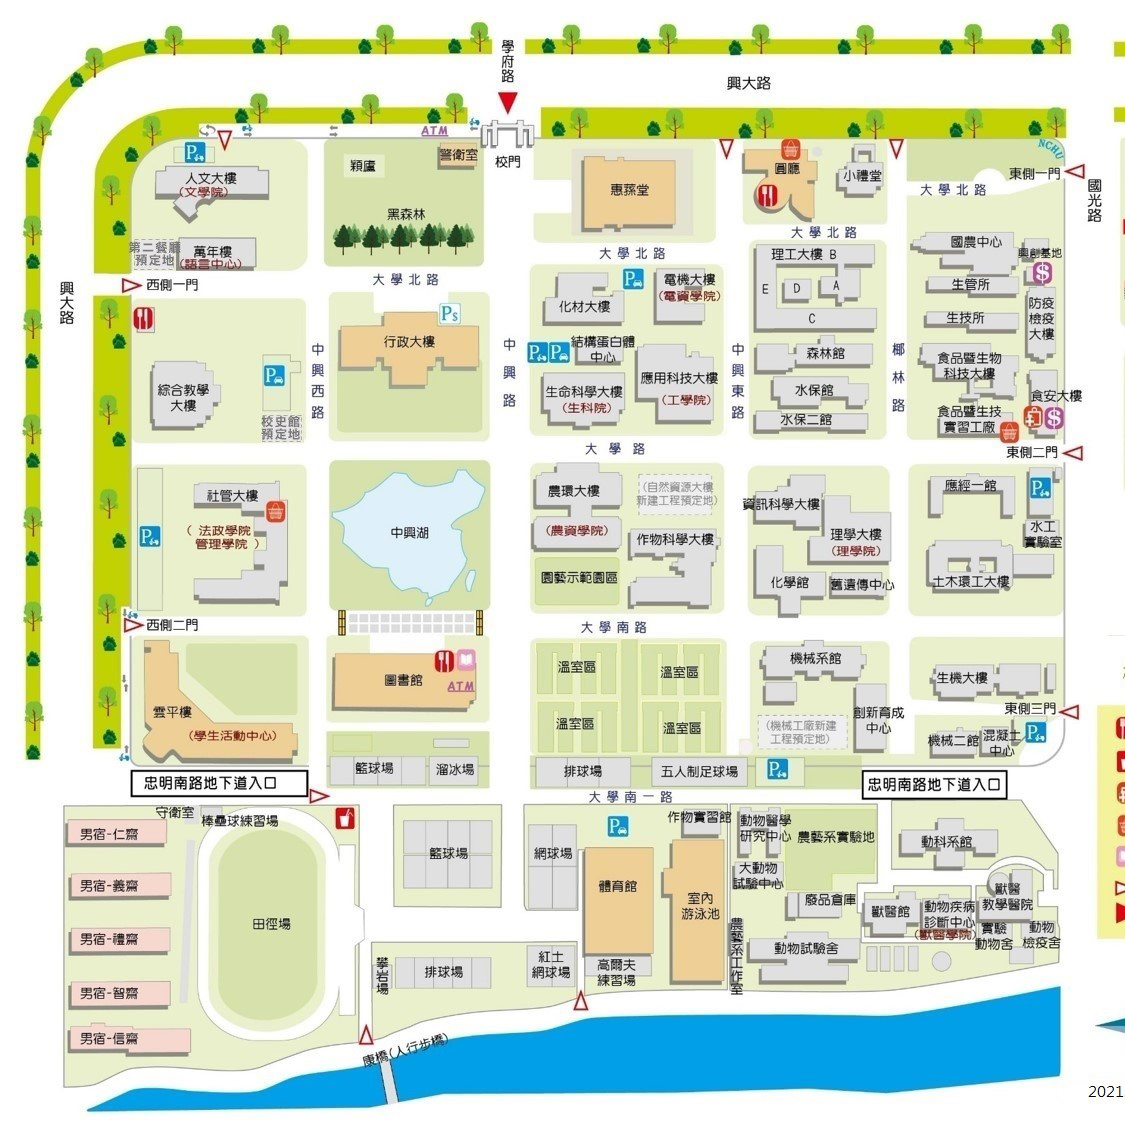 學府路
興大路
ATM
校門
警衛室
穎廬
人文大樓
(文學院)
黑森林
惠蓀堂
圓廳
小禮堂
NCHU
東側一門
國光路
大學北路
第二餐廳
預定地
萬年樓
(語言中心)
大學北路
大學北路
大學北路
西側一門
興大路
化材大樓
電機大樓
(電資學院)
理工大樓 B
E
D
A
C
國農中心
興創基地
生管所
生技所
防疫檢疫大樓
Ps
行政大樓
中興西路
中興路
中興東路
椰林路
綜合教學
大樓
校史館
預定地
結構蛋白體
中心
生命科學大樓
(生科院)
應用科技大樓
(工學院)
森林館
水保館
水保二館
食品暨生物
科技大樓
食安大樓
食品暨生技
實習工廠
東側二門
大學路
社管大樓
( 法政學院
管理學院 )
中興湖
農環大樓
(農資學院)
(自然資源大樓
新建工程預定地)
作物科學大樓
園藝示範園區
資訊科學大樓
理學大樓
(理學院)
化學館
舊遺傳中心
應經一館
水工
實驗室
土木環工大樓
西側二門
大學南路
雲平樓
(學生活動中心)
圖書館
ATM
溫室區
溫室區
溫室區
溫室區
機械系館
(機械工廠新建
工程預定地)
創新育成
中心
生機大樓
東側三門
機械二館
混凝土
中心
籃球場
溜冰場
排球場
五人制足球場
忠明南路地下道入口
忠明南路地下道入口
大學南一路
守衛室
棒壘球練習場
男宿-仁齋
男宿-義齋
男宿-禮齋
男宿-智齋
男宿-信齋
田徑場
籃球場
攀岩場
排球場
網球場
紅土
網球場
體育館
高爾夫
練習場
作物實習館
室內
游泳池
動物醫學
研究中心
大動物
試驗中心
農藝系實驗地
廢品倉庫
農藝系工作室
動物試驗舍
動科系館
獸醫館
動物疾病
診斷中心
(獸醫學院)
獸醫
教學醫院
實驗
動物舍
動物
檢疫舍
康橋(人行步橋)
2021